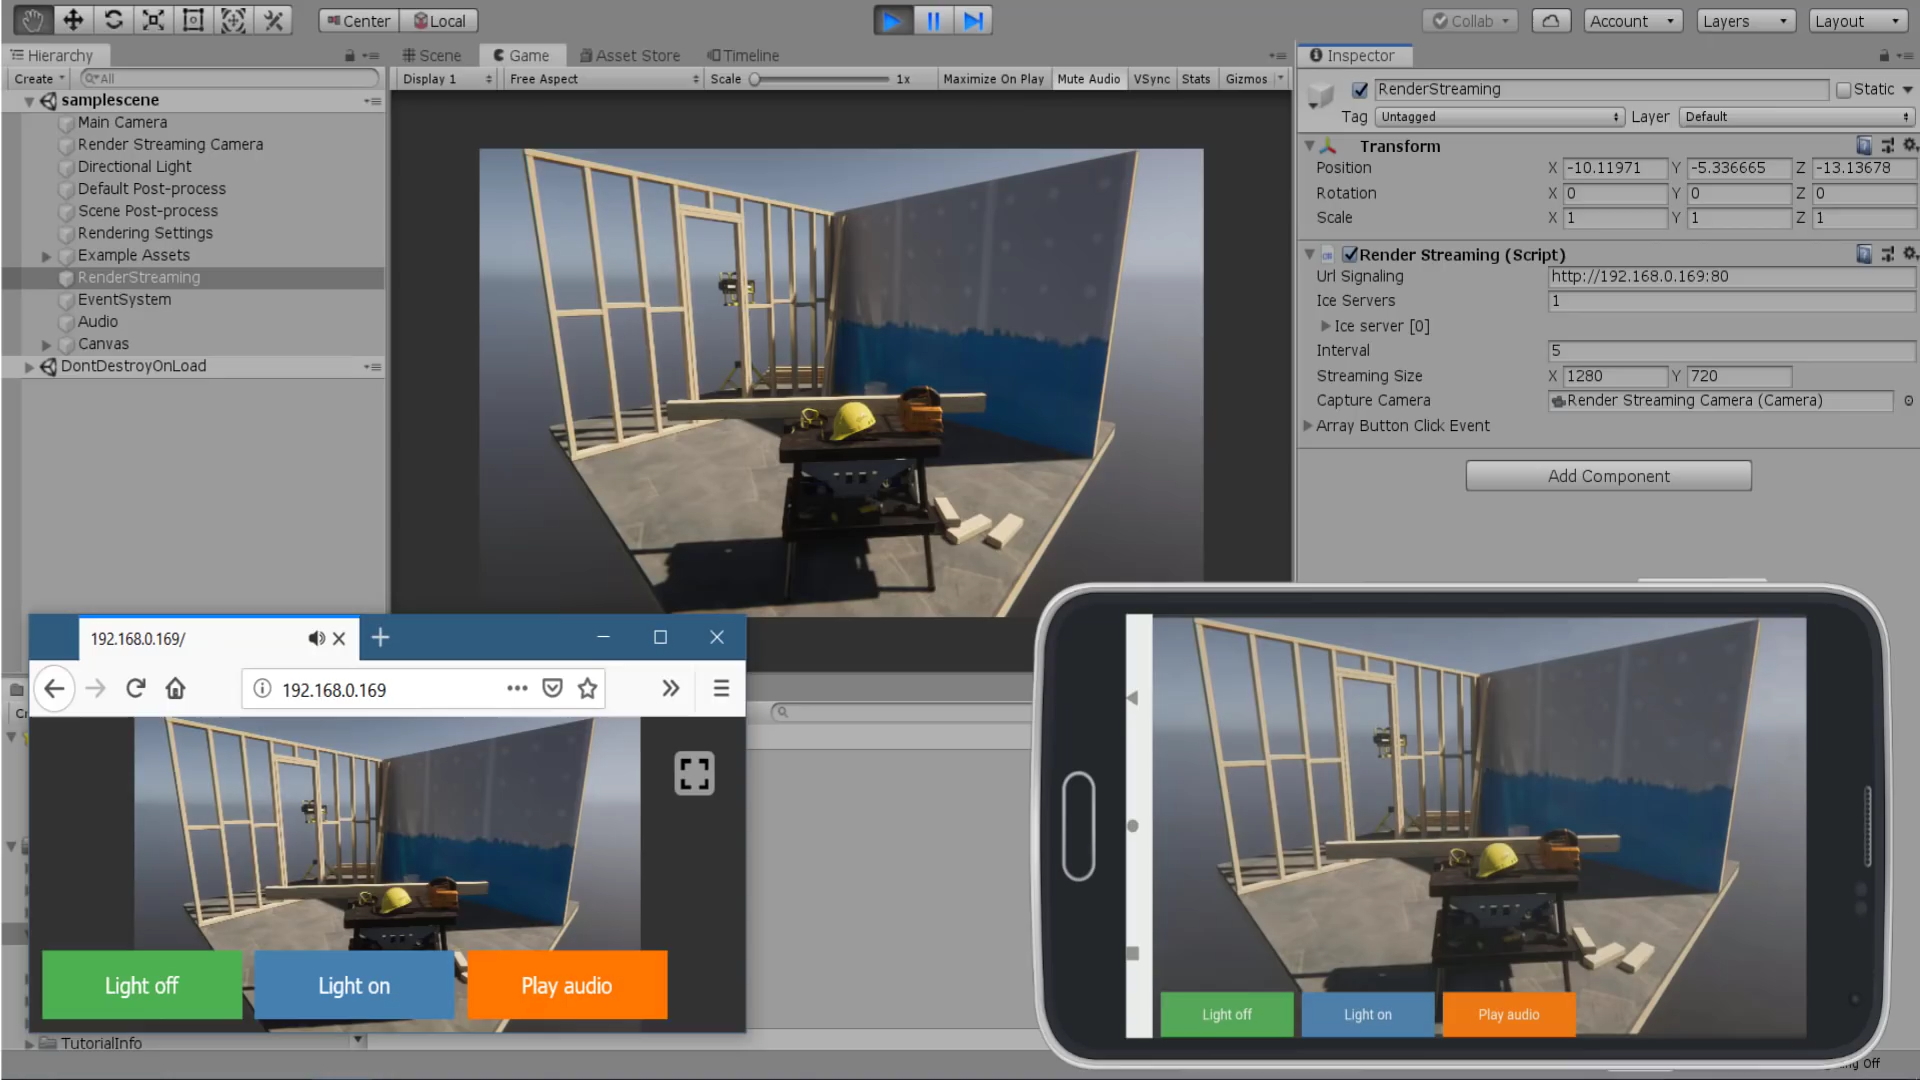 Center Local Collab Account Layers Layout
Hierarchy Scene Game Asset Store Timeline Inspector
Create All Display 1 Free Aspect Scale 1x Maximize On Play Mute Audio VSync Stats Gizmos
samplescene
Main Camera
Render Streaming Camera
Directional Light
Default Post-process
Scene Post-process
Rendering Settings
Example Assets
RenderStreaming
EventSystem
Audio
Canvas
DontDestroyOnLoad
RenderStreaming Static
Tag Untagged Layer Default
Transform
Position X -10.11971 Y -5.336665 Z -13.13678
Rotation X 0 Y 0 Z 0
Scale X 1 Y 1 Z 1
Render Streaming (Script)
Url Signaling http://192.168.0.169:80
Ice Servers 1
Ice server [0]
Interval 5
Streaming Size X 1280 Y 720
Capture Camera Render Streaming Camera (Camera)
Array Button Click Event
Add Component
192.168.0.169/
192.168.0.169
Light off Light on Play audio
Light off Light on Play audio
TutorialInfo
Off